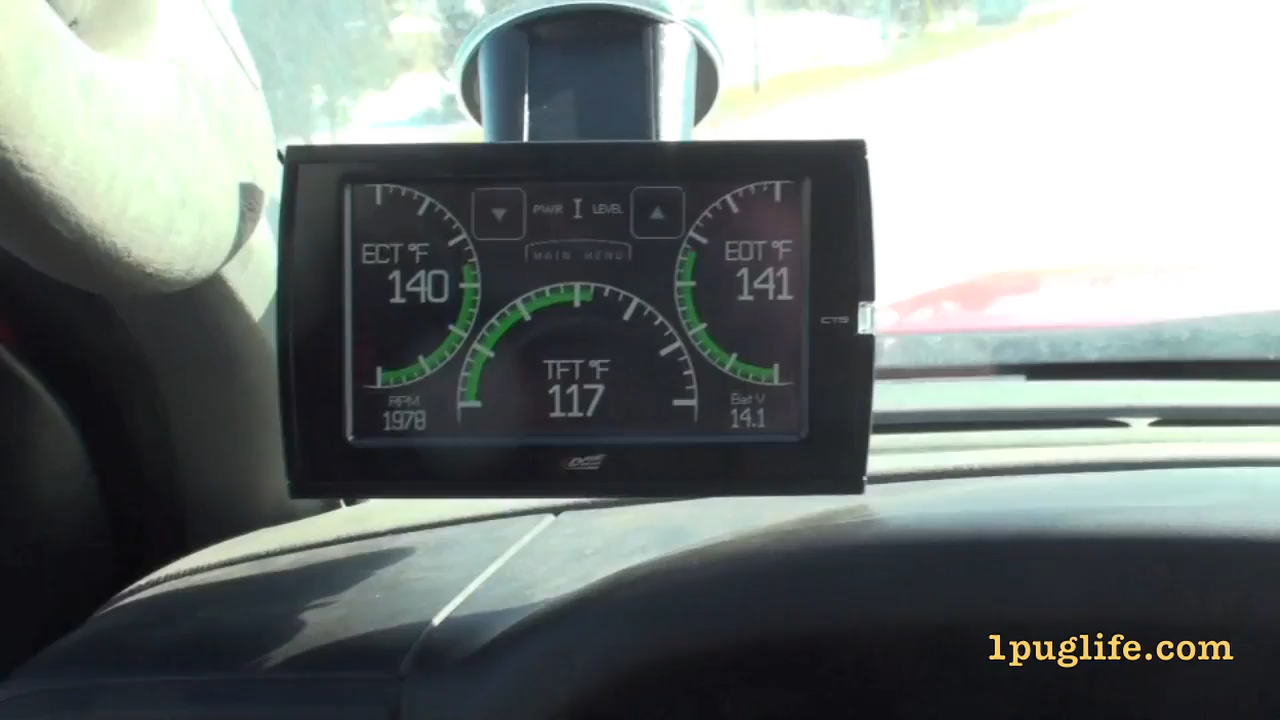 PWR I LEVEL
MAIN MENU
ECT °F
140
EOT °F
141
TFT °F
117
RPM
1978
Bat V
14.1
CTS
1puglife.com